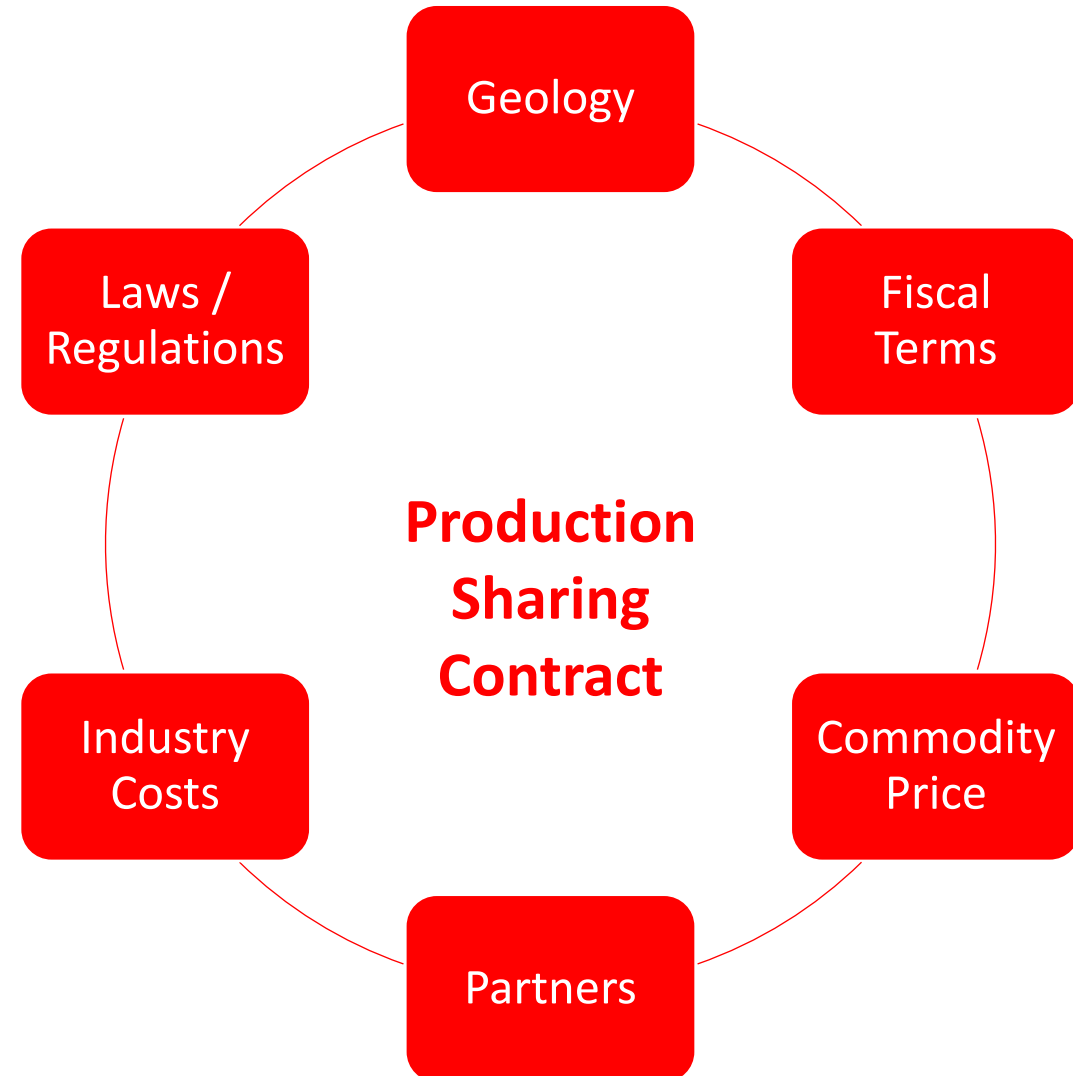 Geology
Laws /
Regulations
Fiscal
Terms
Production
Sharing
Contract
Industry
Costs
Commodity
Price
Partners